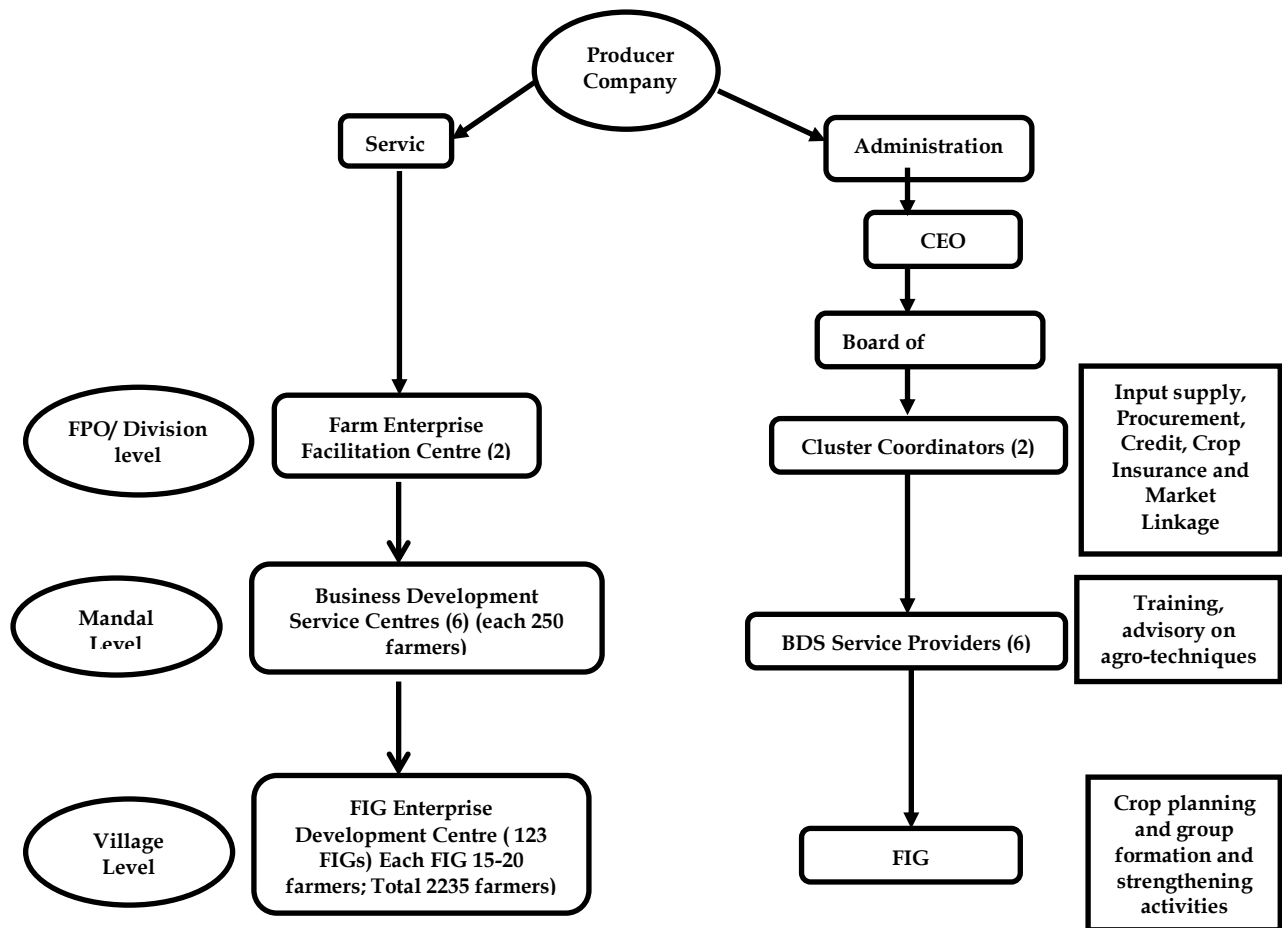 Producer
Company
Servic
Administration
CEO
Board of
FPO/ Division
level
Farm Enterprise
Facilitation Centre (2)
Cluster Coordinators (2)
Input supply,
Procurement,
Credit, Crop
Insurance and
Market
Linkage
Mandal
Level
Business Development
Service Centres (6) (each 250
farmers)
BDS Service Providers (6)
Training,
advisory on
agro-techniques
Village
Level
FIG Enterprise
Development Centre ( 123
FIGs) Each FIG 15-20
farmers; Total 2235 farmers)
FIG
Crop planning
and group
formation and
strengthening
activities